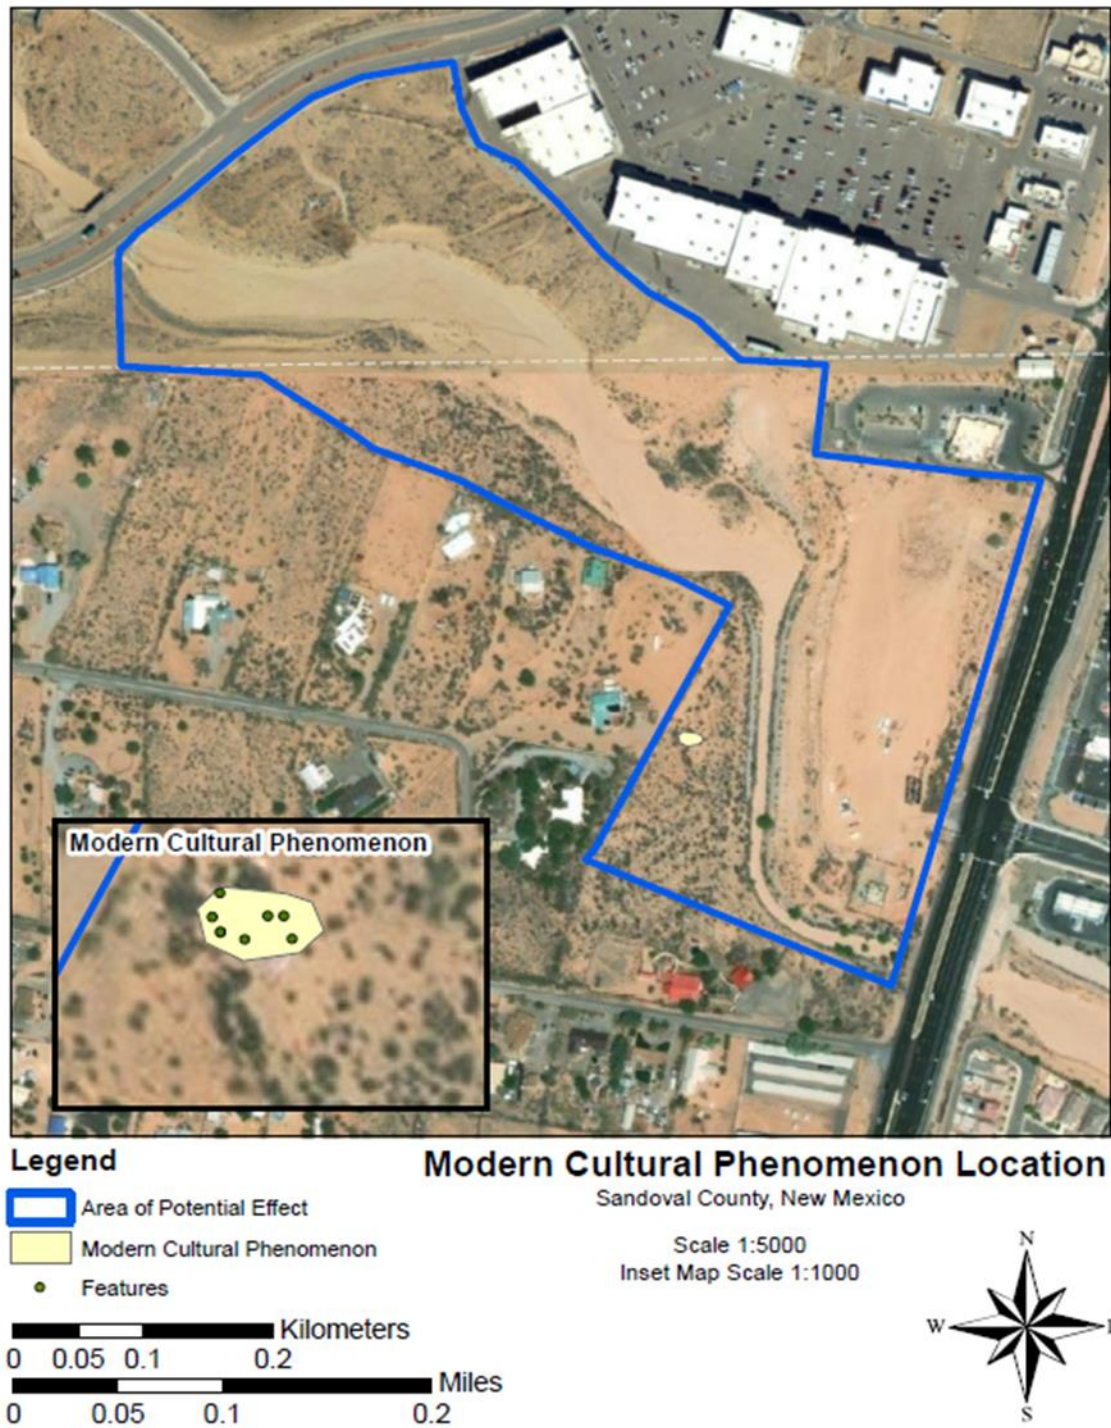 Modern Cultural Phenomenon
Legend
Area of Potential Effect
Modern Cultural Phenomenon
Features
Kilometers
0 0.05 0.1 0.2
Miles
0 0.05 0.1 0.2
Modern Cultural Phenomenon Location
Sandoval County, New Mexico
Scale 1:5000
Inset Map Scale 1:1000
N
W
S